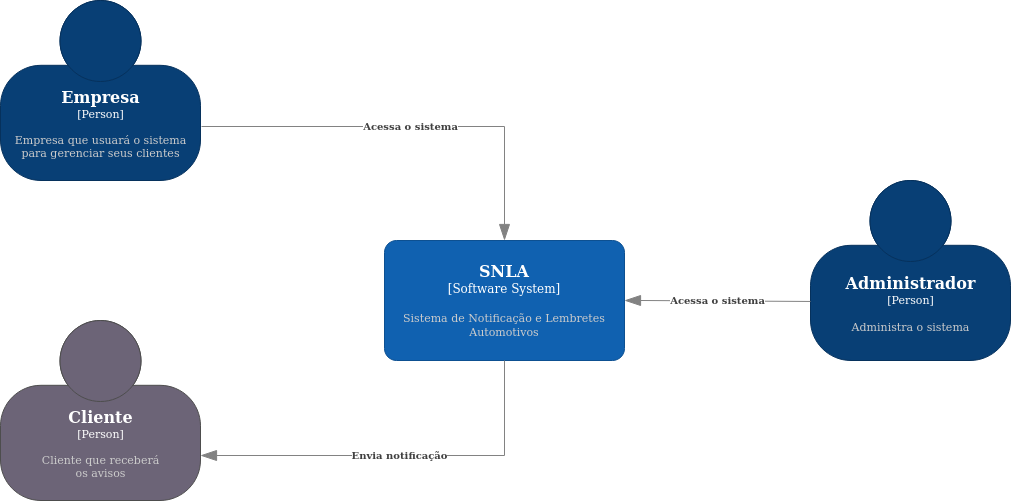 Empresa
[Person]
Empresa que usuará o sistema
para gerenciar seus clientes
Acessa o sistema
SNLA
[Software System]
Sistema de Notificação e Lembretes
Automotivos
Acessa o sistema
Administrador
[Person]
Administra o sistema
Cliente
[Person]
Cliente que receberá
os avisos
Envia notificação